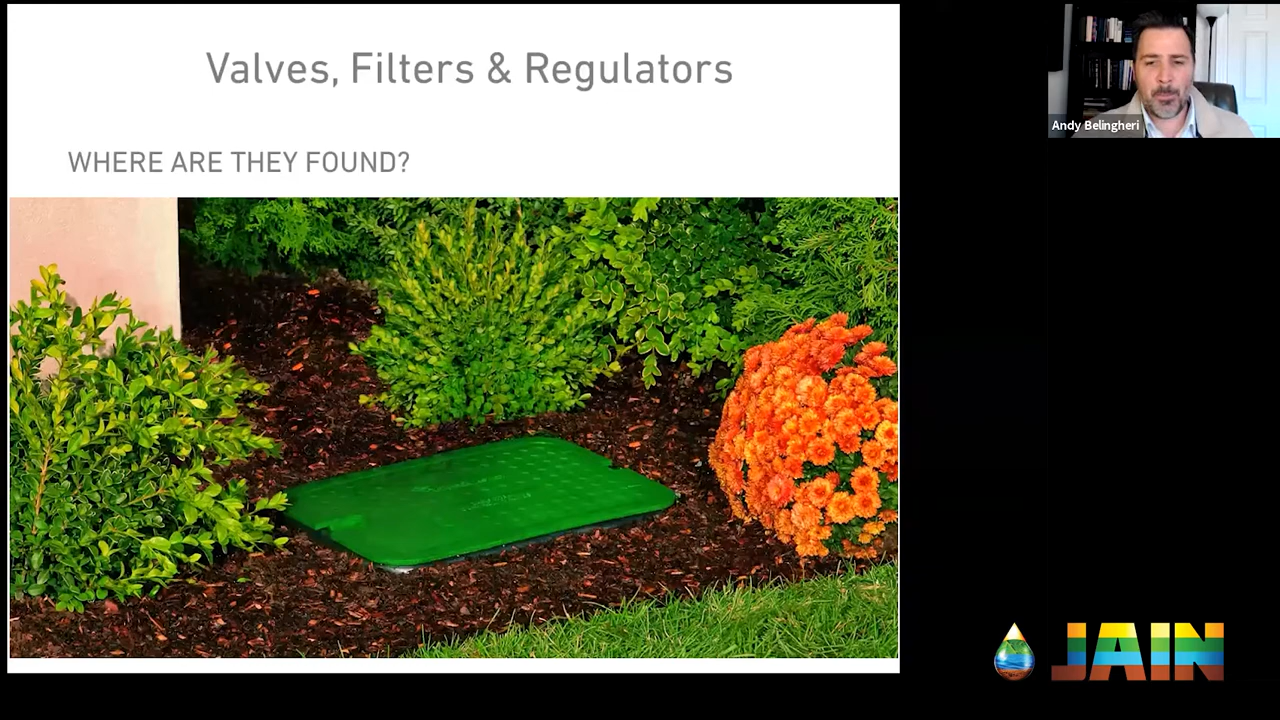 Valves, Filters & Regulators
WHERE ARE THEY FOUND?
Andy Belingheri
JAIN